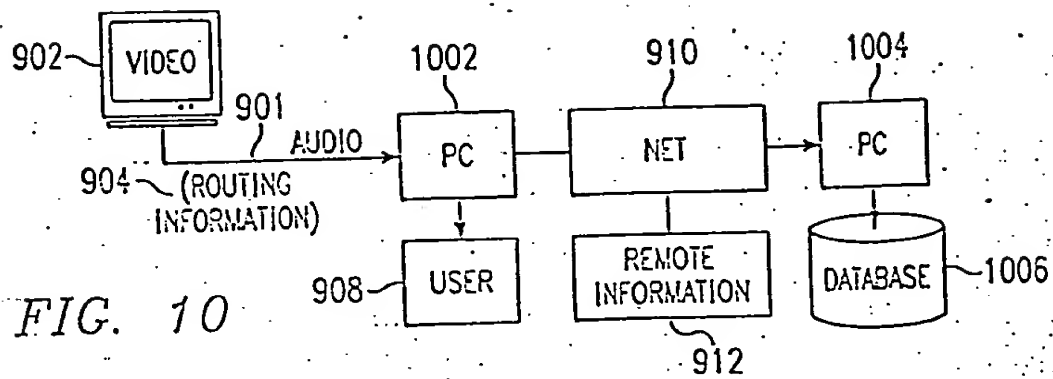 902
VIDEO
1002
910
1004
901
AUDIO
PC
NET
PC
904
(ROUTING
INFORMATION)
908
USER
REMOTE
INFORMATION
912
DATABASE
1006
FIG. 10